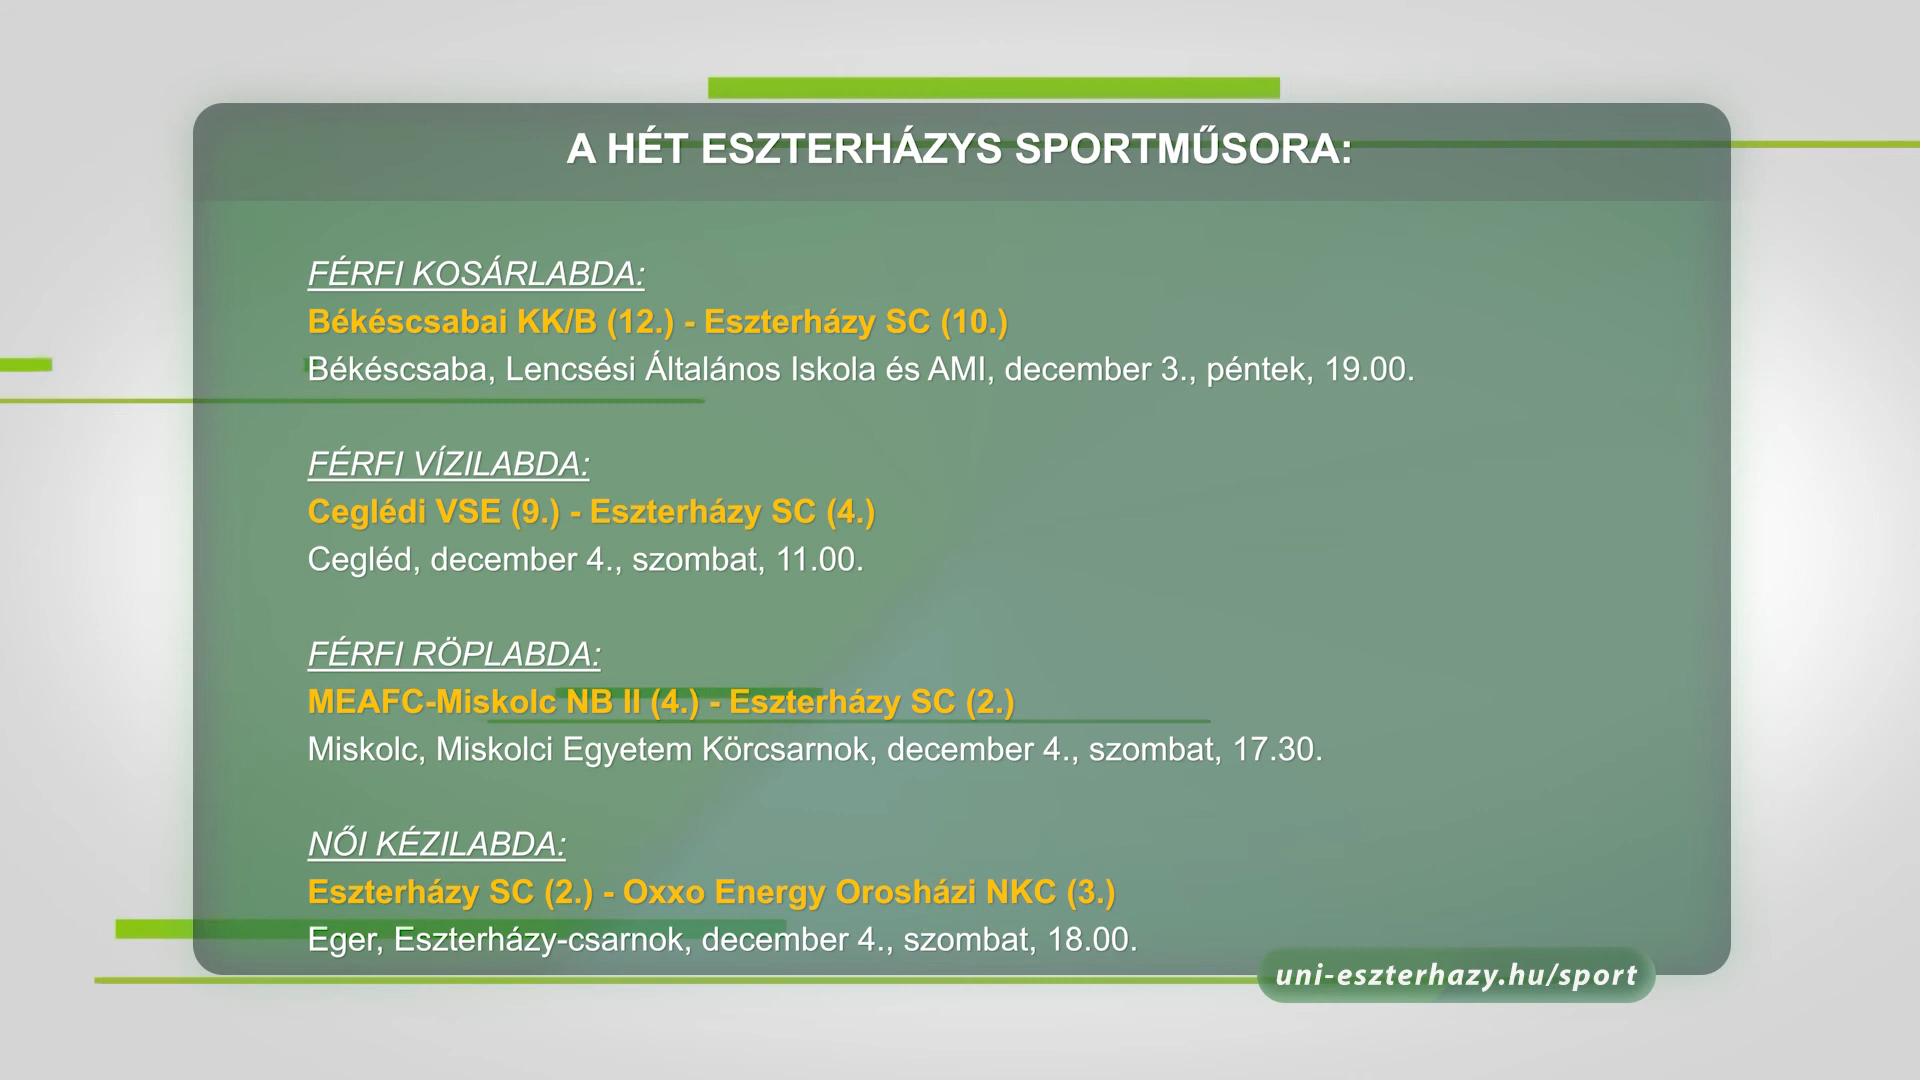 A HÉT ESZTERHÁZYS SPORTMŰSORA:
FÉRFI KOSÁRLABDA:
Békéscsabai KK/B (12.) - Eszterházy SC (10.)
Békéscsaba, Lencsési Általános Iskola és AMI, december 3., péntek, 19.00.
FÉRFI VÍZILABDA:
Ceglédi VSE (9.) - Eszterházy SC (4.)
Cegléd, december 4., szombat, 11.00.
FÉRFI RÖPLABDA:
MEAFC-Miskolc NB II (4.) - Eszterházy SC (2.)
Miskolc, Miskolci Egyetem Körcsarnok, december 4., szombat, 17.30.
NŐI KÉZILABDA:
Eszterházy SC (2.) - Oxxo Energy Orosházi NKC (3.)
Eger, Eszterházy-csarnok, december 4., szombat, 18.00.
uni-eszterhazy.hu/sport